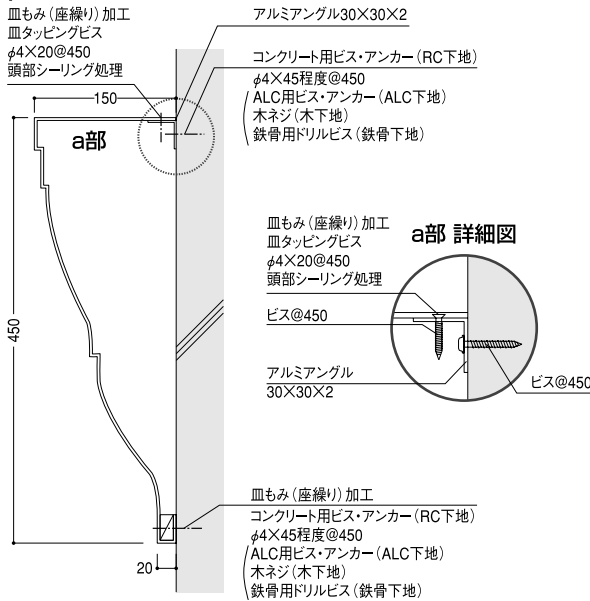 皿もみ（座繰り）加工
皿タッピングビス
φ4×20@450
頭部シーリング処理
アルミアングル30×30×2
コンクリート用ビス・アンカー（RC下地）
φ4×45程度@450
ALC用ビス・アンカー（ALC下地）
木ネジ（木下地）
鉄骨用ドリルビス（鉄骨下地）
150
a部
450
20
a部 詳細図
皿もみ（座繰り）加工
皿タッピングビス
φ4×20@450
頭部シーリング処理
ビス@450
アルミアングル
30×30×2
ビス@450
皿もみ（座繰り）加工
コンクリート用ビス・アンカー（RC下地）
φ4×45程度@450
ALC用ビス・アンカー（ALC下地）
木ネジ（木下地）
鉄骨用ドリルビス（鉄骨下地）